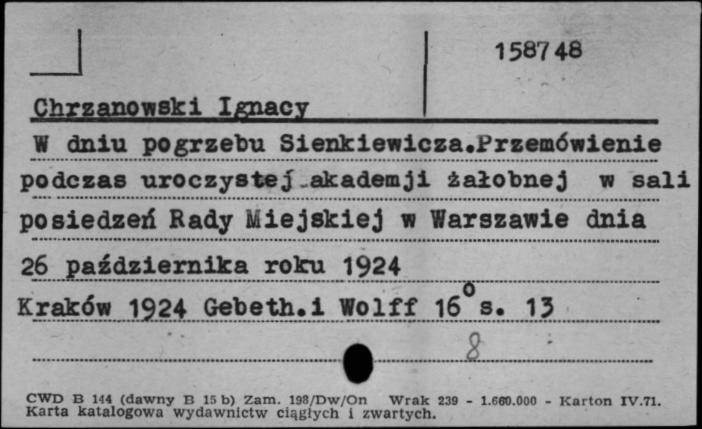 158748
Chrzanowski Ignacy
W dniu pogrzebu Sienkiewicza.Przemówienie
podczas uroczystej akademji żałobnej w sali
posiedzeń Rady Miejskiej w Warszawie dnia
26 października roku 1924
Kraków 1924 Gebeth.i Wolff 16° s. 13
8
CWD B 144 (dawny B 15 b) Zam. 198/Dw/On Wrak 239 - 1.660.000 - Karton IV.71.
Karta katalogowa wydawnictw ciągłych i zwartych.